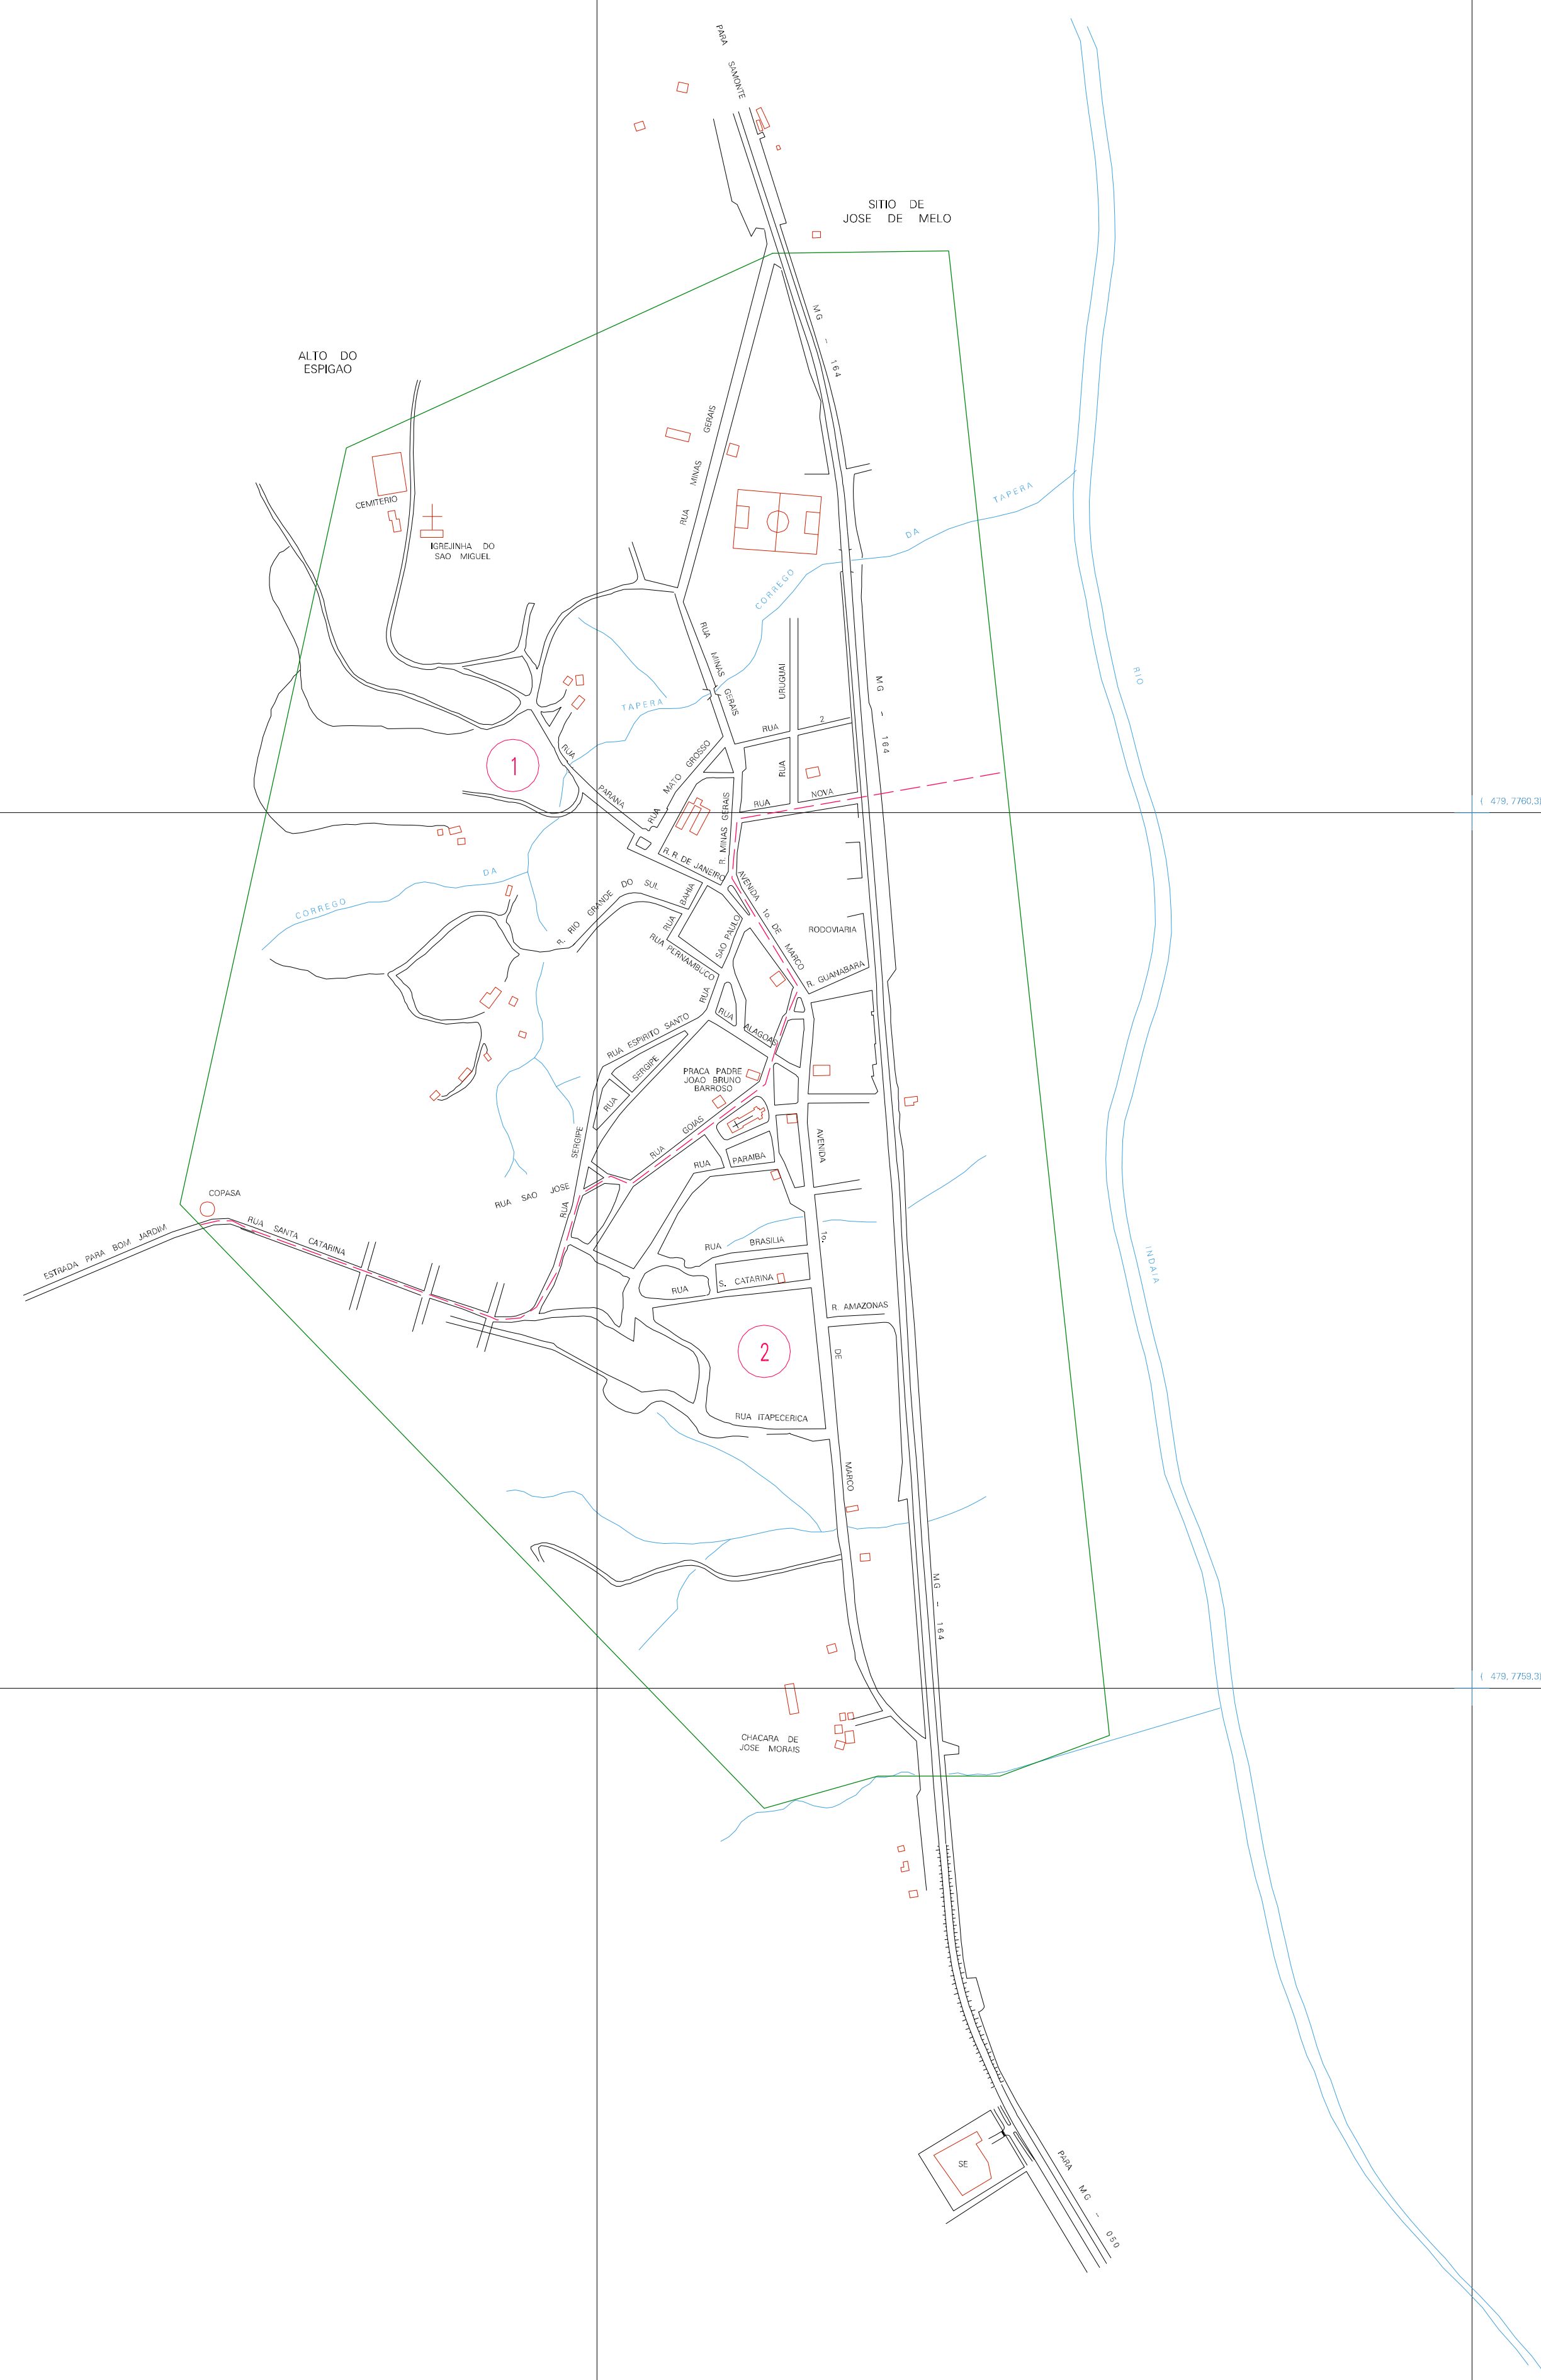 PARA SAMONTE
SITIO DE
JOSE DE MELO
MG - 164
ALTO DO
ESPIGAO
RUA MINAS GERAIS
CEMITERIO
IGREJINHA DO
SAO MIGUEL
CORREGO DA TAPERA
RUA MINAS GERAIS
RIO INDAIA
TAPERA
RUA URUGUAI
MG - 164
RUA 2
RUA
1
RUA PARANA
RUA MATO GROSSO
RUA NOVA
( 479, 7760,3)
R. MINAS GERAIS
R. R DE JANEIRO
CORREGO DA
R. RIO GRANDE DO SUL
RUA BAHIA
AVENIDA 1o DE MARCO
RODOVIARIA
RUA PERNAMBUCO
RUA SAO PAULO
R. GUANABARA
RUA ALAGOAS
RUA ESPIRITO SANTO
RUA SERGIPE
PRACA PADRE
JOAO BRUNO
BARROSO
RUA GOIAS
RUA PARAIBA
RUA SERGIPE
RUA SAO JOSE
COPASA
ESTRADA PARA BOM JARDIM
RUA SANTA CATARINA
AVENIDA 1o. DE MARCO
RUA BRASILIA
RUA S. CATARINA
R. AMAZONAS
2
RUA ITAPECERICA
MG - 164
( 479, 7759,3)
CHACARA DE
JOSE MORAIS
SE
PARA MG - 050